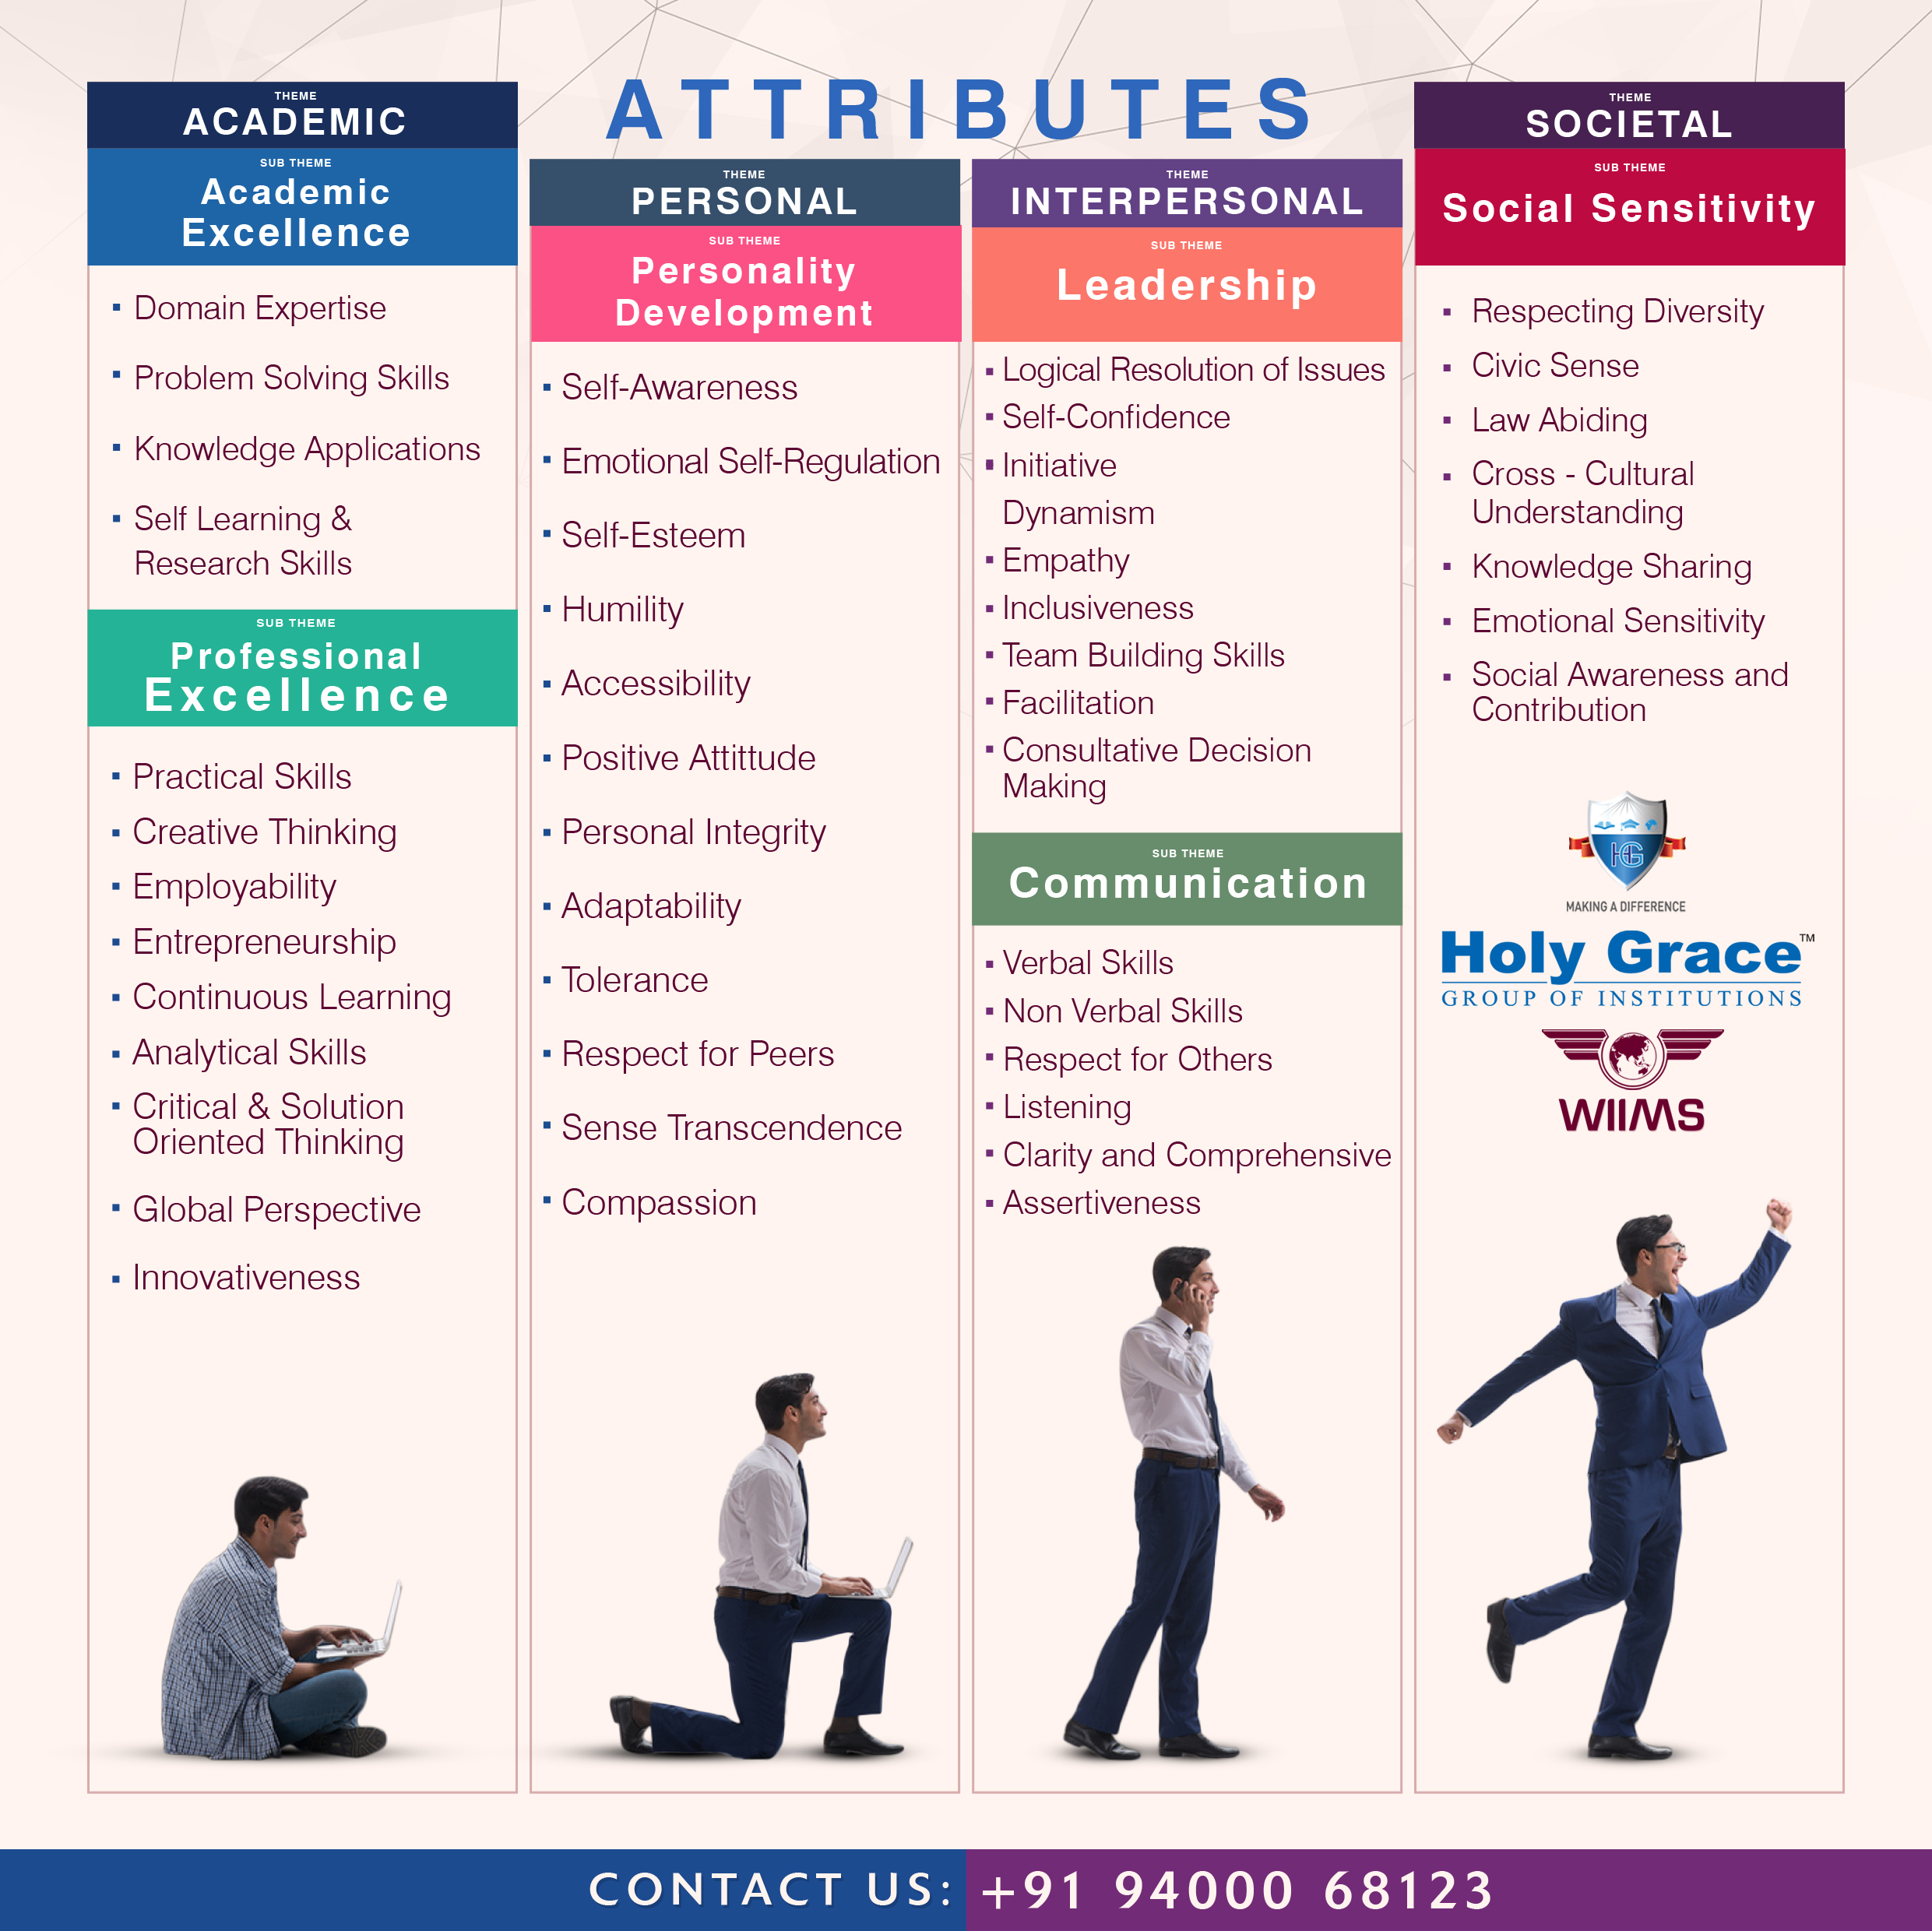 ATTRIBUTES
THEME
ACADEMIC
SUB THEME
Academic
Excellence
Domain Expertise
Problem Solving Skills
Knowledge Applications
Self Learning &
Research Skills
SUB THEME
Professional
Excellence
Practical Skills
Creative Thinking
Employability
Entrepreneurship
Continuous Learning
Analytical Skills
Critical & Solution
Oriented Thinking
Global Perspective
Innovativeness
THEME
PERSONAL
SUB THEME
Personality
Development
Self-Awareness
Emotional Self-Regulation
Self-Esteem
Humility
Accessibility
Positive Attittude
Personal Integrity
Adaptability
Tolerance
Respect for Peers
Sense Transcendence
Compassion
THEME
INTERPERSONAL
SUB THEME
Leadership
Logical Resolution of Issues
Self-Confidence
Initiative
Dynamism
Empathy
Inclusiveness
Team Building Skills
Facilitation
Consultative Decision
Making
SUB THEME
Communication
Verbal Skills
Non Verbal Skills
Respect for Others
Listening
Clarity and Comprehensive
Assertiveness
THEME
SOCIETAL
SUB THEME
Social Sensitivity
Respecting Diversity
Civic Sense
Law Abiding
Cross - Cultural
Understanding
Knowledge Sharing
Emotional Sensitivity
Social Awareness and
Contribution
HG
MAKING A DIFFERENCE
Holy Grace™
GROUP OF INSTITUTIONS
WIIMS
CONTACT US: +91 94000 68123